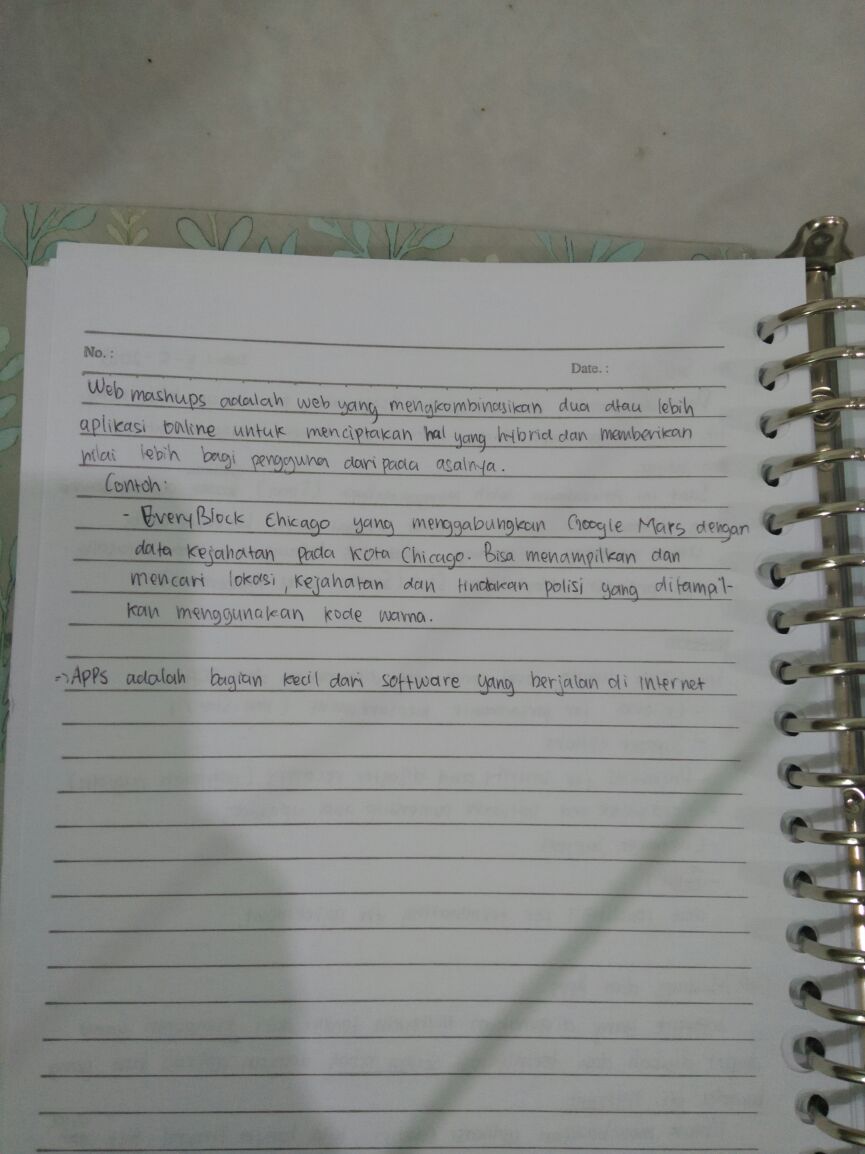 No. :
Date. :
Web mashups adalah web yang mengkombinasikan dua atau lebih
aplikasi online untuk menciptakan hal yang hybrid dan memberikan
nilai lebih bagi pengguna daripada asalnya.
Contoh:
- EveryBlock Chicago yang menggabungkan Google Mars dengan
data kejahatan pada Kota Chicago. Bisa menampilkan dan
mencari lokasi, kejahatan dan tindakan polisi yang ditampil-
kan menggunakan kode warna.
=> APPS adalah bagian kecil dari software yang berjalan di internet